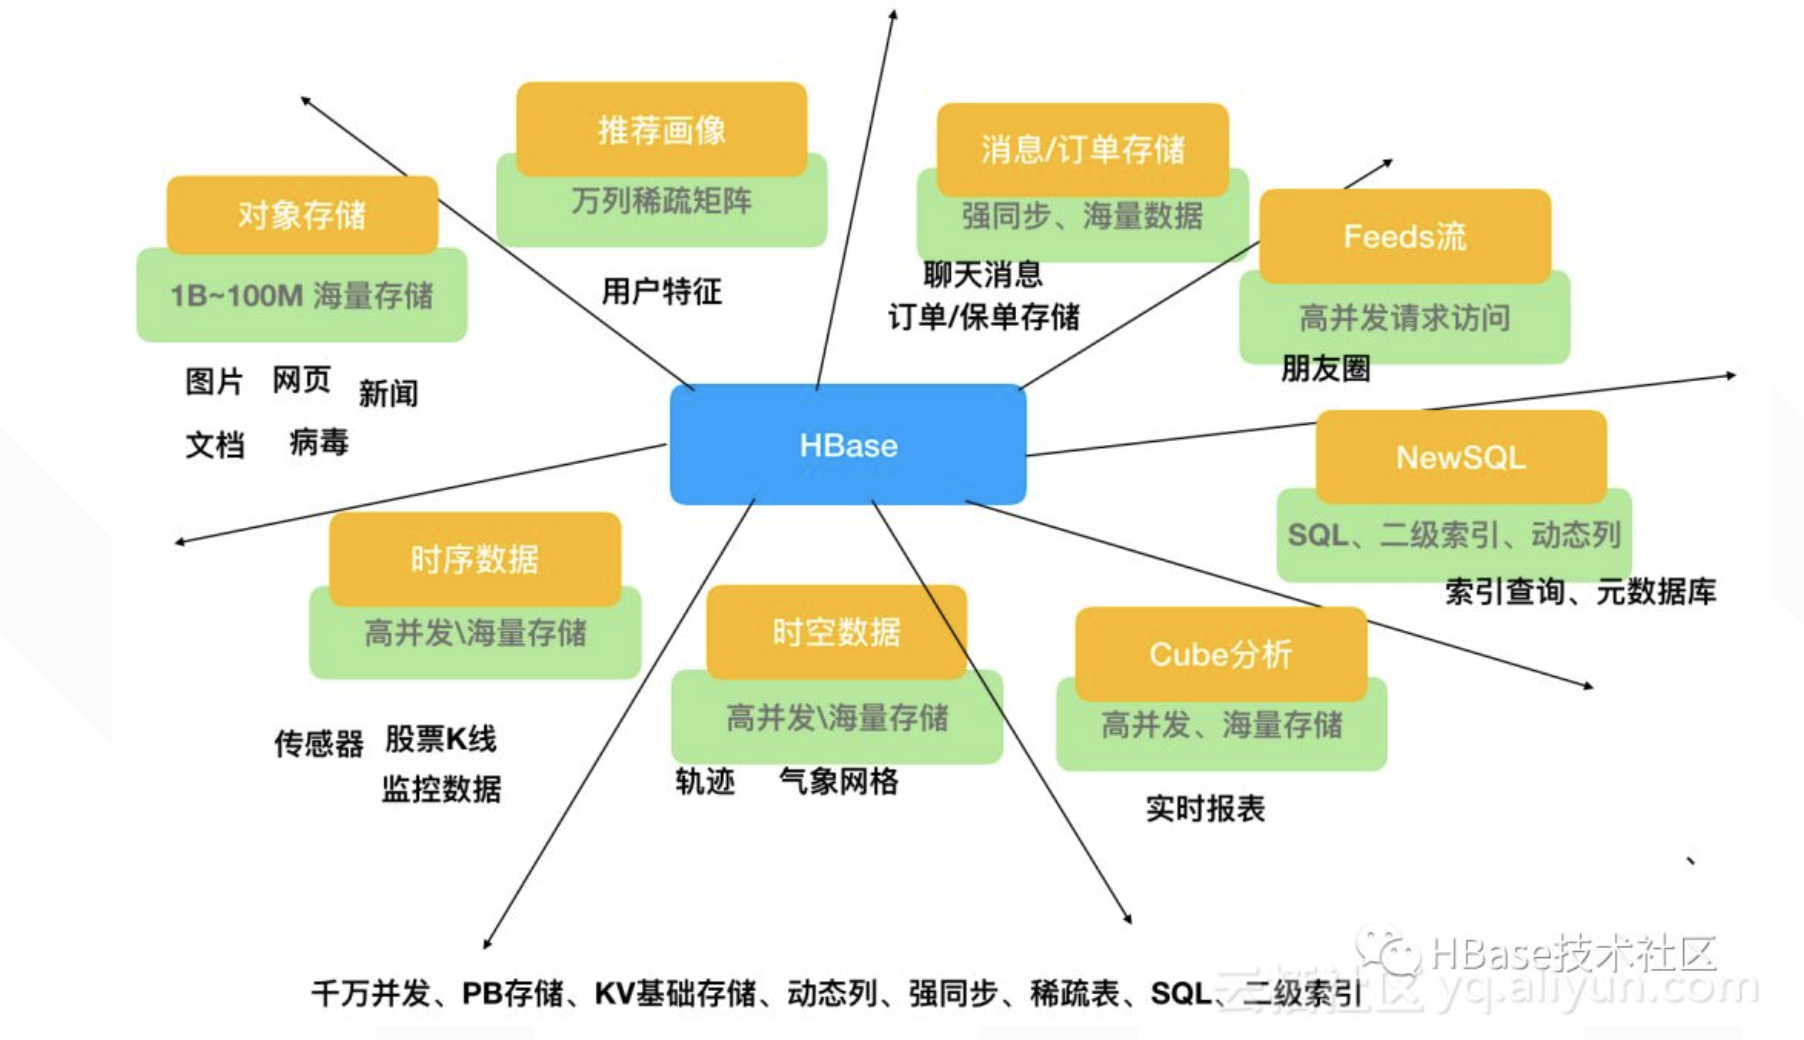 推荐画像
万列稀疏矩阵
用户特征
消息/订单存储
强同步、海量数据
聊天消息
订单/保单存储
对象存储
1B~100M 海量存储
图片 网页 新闻
文档 病毒
Feeds流
高并发请求访问
朋友圈
HBase
NewSQL
SQL、二级索引、动态列
索引查询、元数据库
时序数据
高并发\海量存储
传感器 股票K线
监控数据
时空数据
高并发\海量存储
轨迹 气象网格
Cube分析
高并发、海量存储
实时报表
、
千万并发、PB存储、KV基础存储、动态列、强同步、稀疏表、SQL、二级索引
HBase技术社区
云栖社区 yq.aliyun.com